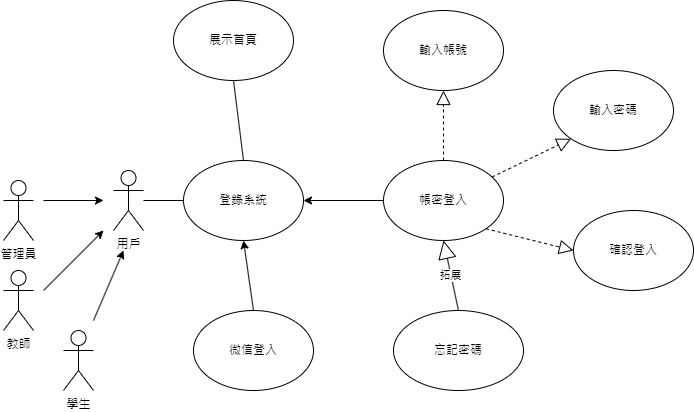 展示首頁
輸入帳號
輸入密碼
登錄系統
帳密登入
管理員
用戶
確認登入
拓展
教師
微信登入
忘記密碼
學生